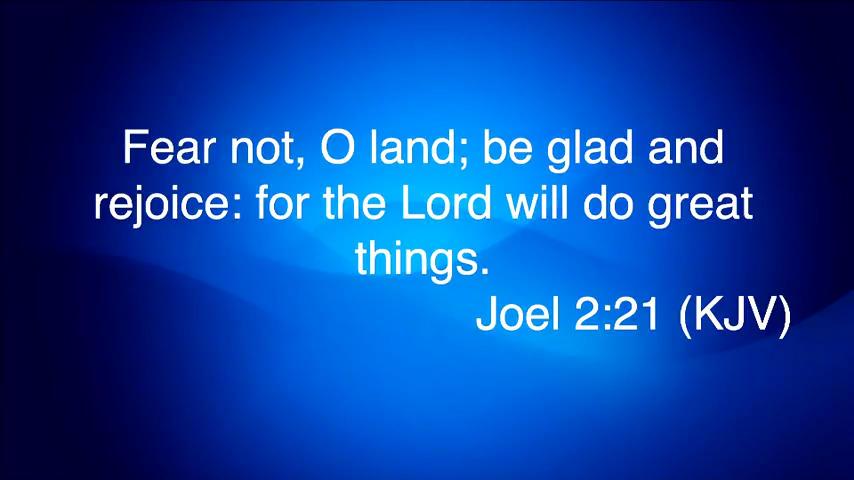 Fear not, O land; be glad and
rejoice: for the Lord will do great
things.
Joel 2:21 (KJV)